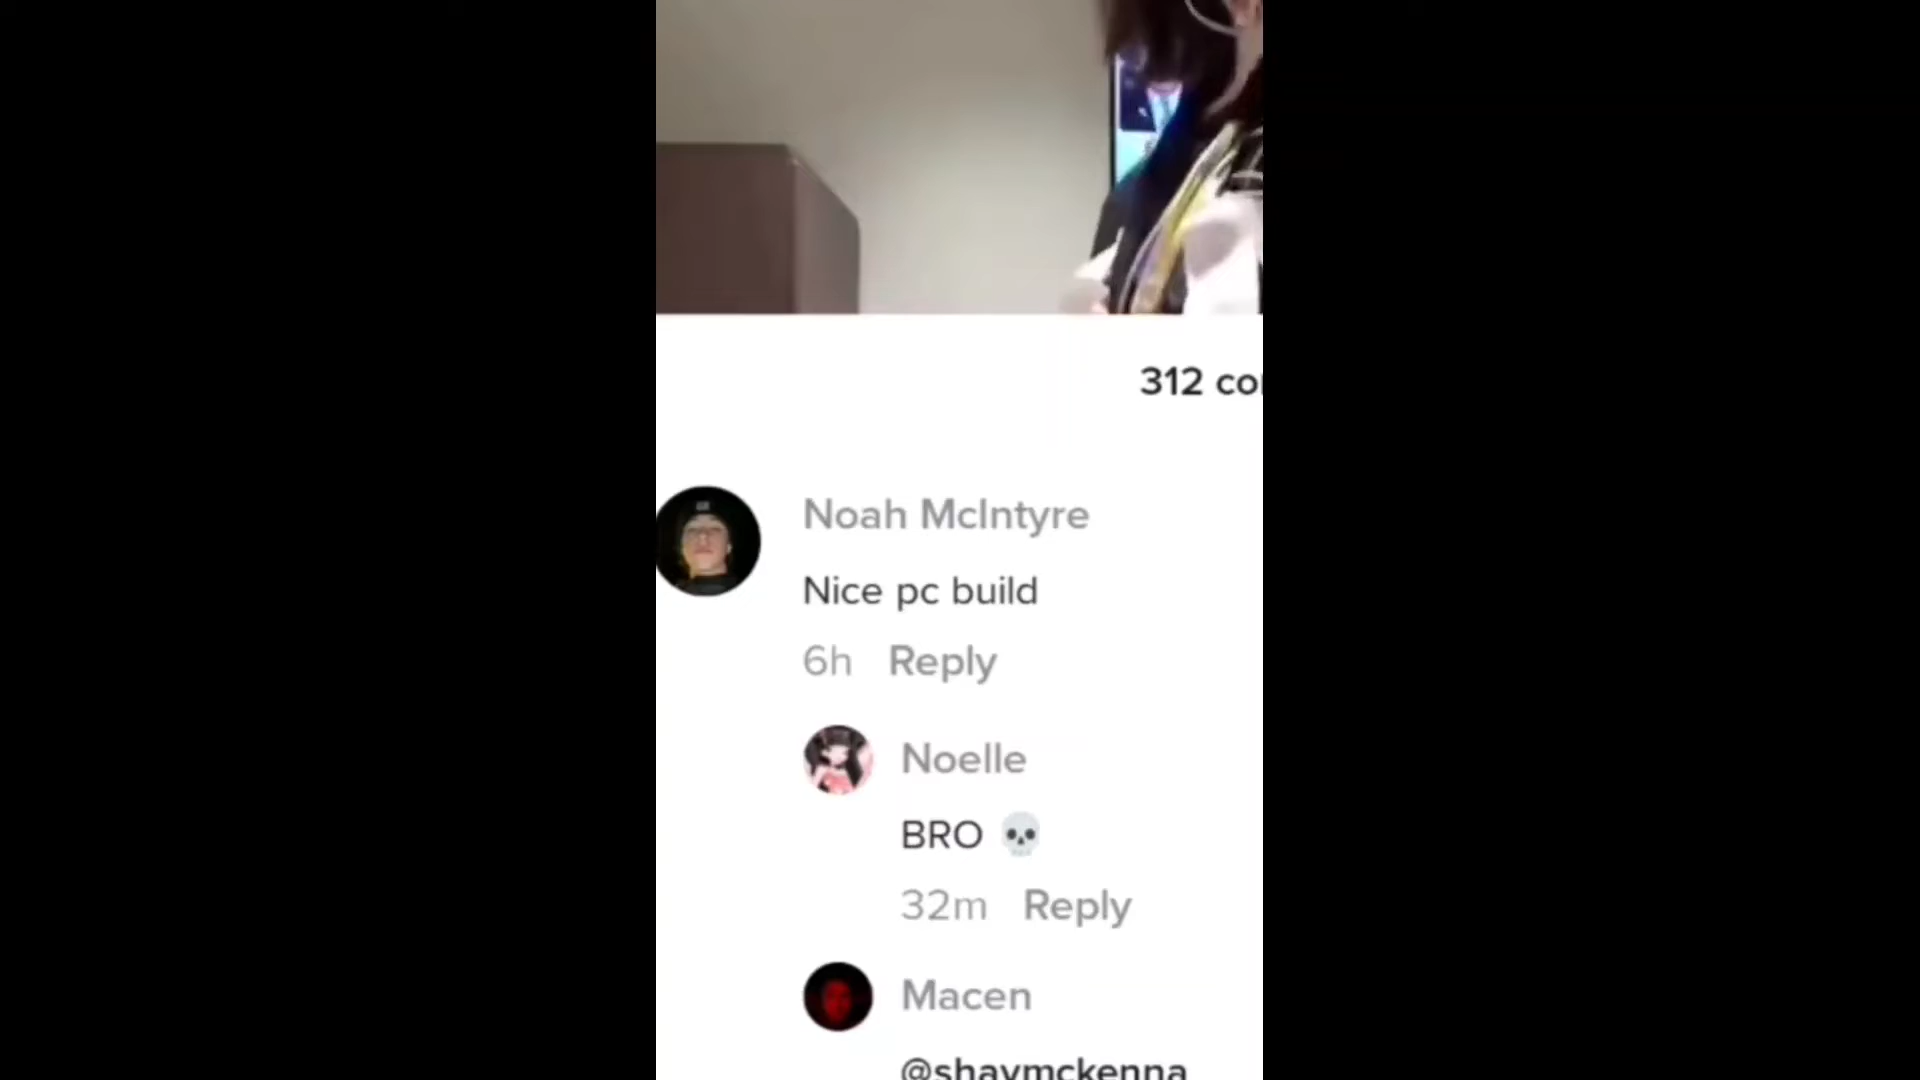 312 co
Noah McIntyre
Nice pc build
6h Reply
Noelle
BRO 💀
32m Reply
Macen
@shaymckenna